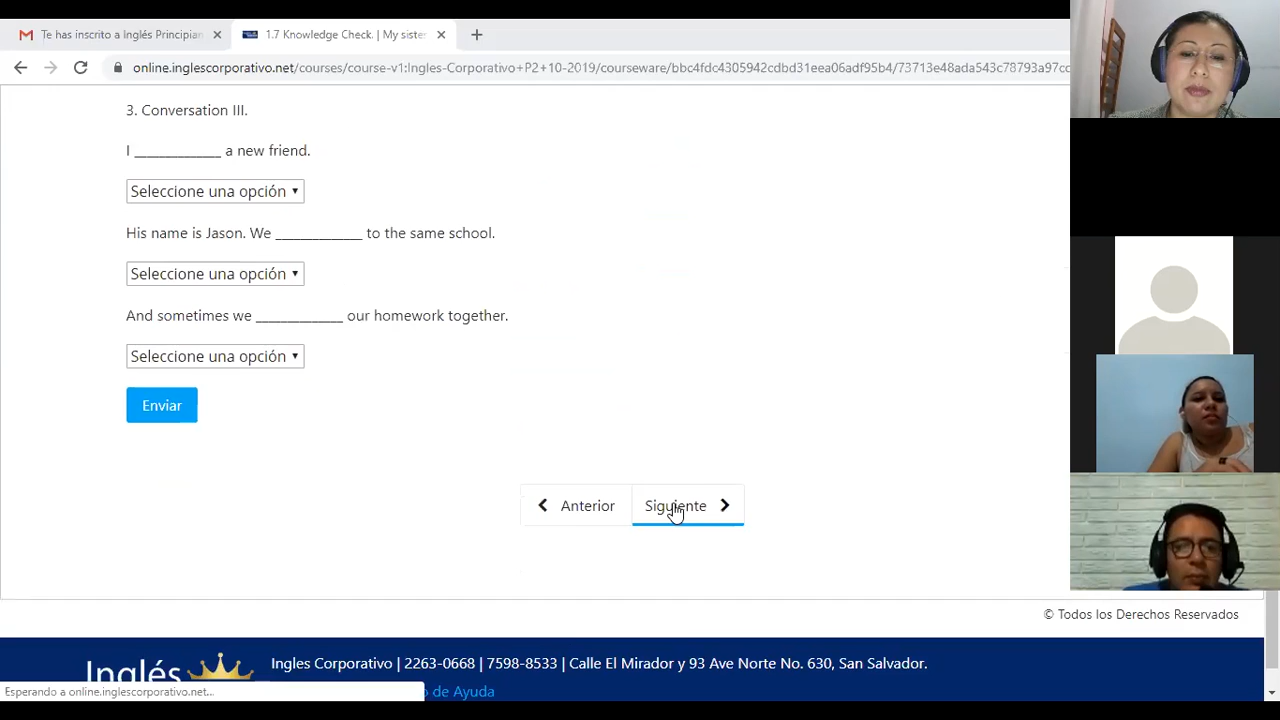 Te has inscrito a Inglés Principian
1.7 Knowledge Check. | My siste
online.inglescorporativo.net/courses/course-v1:Ingles-Corporativo+P2+10-2019/courseware/bbc4fdc4305942cdbd31eea06adf95b4/73713e48ada543c78793a97cc
3. Conversation III.
I _____________ a new friend.
Seleccione una opción
His name is Jason. We _____________ to the same school.
Seleccione una opción
And sometimes we _____________ our homework together.
Seleccione una opción
Enviar
Anterior
Siguiente
© Todos los Derechos Reservados
Inglés
Ingles Corporativo | 2263-0668 | 7598-8533 | Calle El Mirador y 93 Ave Norte No. 630, San Salvador.
Esperando a online.inglescorporativo.net...
o de Ayuda